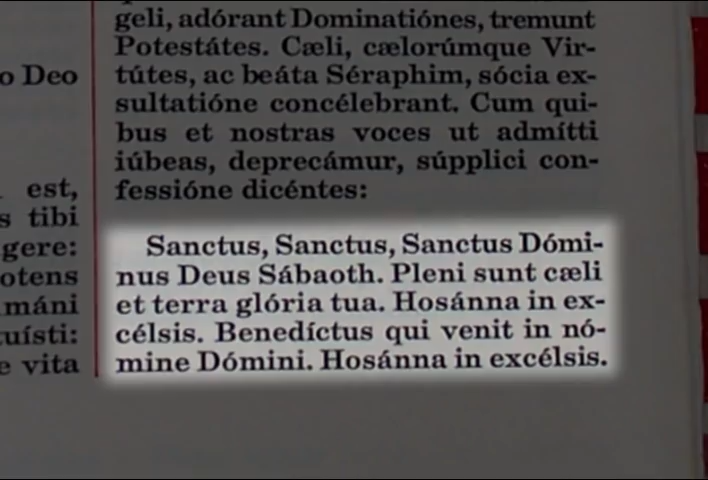 o Deo
est,
s tibi
gere:
otens
máni
tuísti:
e vita
geli, adórant Dominatiónes, tremunt
Potestátes. Cæli, cælorúmque Vir-
tútes, ac beáta Séraphim, sócia ex-
sultatióne concélebrant. Cum qui-
bus et nostras voces ut admítti
iúbeas, deprecámur, súpplici con-
fessióne dicéntes:
Sanctus, Sanctus, Sanctus Dómi-
nus Deus Sábaoth. Pleni sunt cæli
et terra glória tua. Hosánna in ex-
célsis. Benedíctus qui venit in nó-
mine Dómini. Hosánna in excélsis.